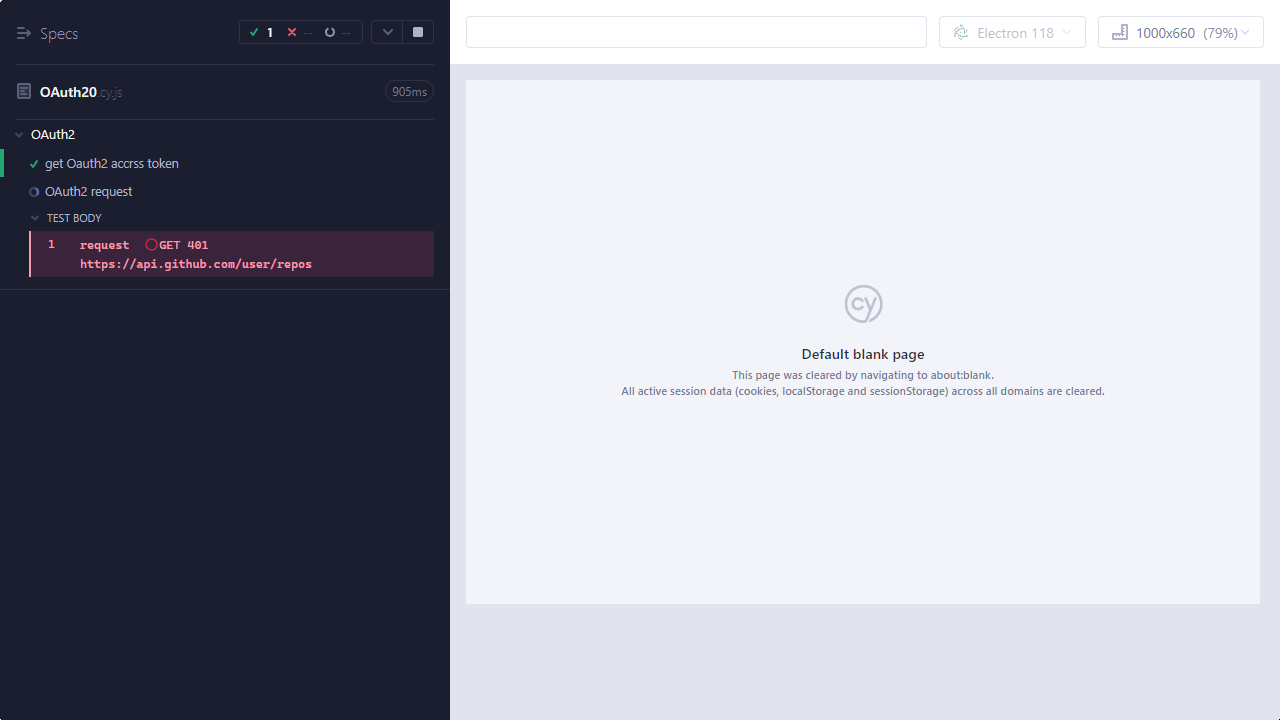 Specs
1 -- --
OAuth20.cy.js
905ms
OAuth2
get Oauth2 accrss token
OAuth2 request
TEST BODY
1 request GET 401
https://api.github.com/user/repos
Electron 118
1000x660 (79%)
cy
Default blank page
This page was cleared by navigating to about:blank.
All active session data (cookies, localStorage and sessionStorage) across all domains are cleared.